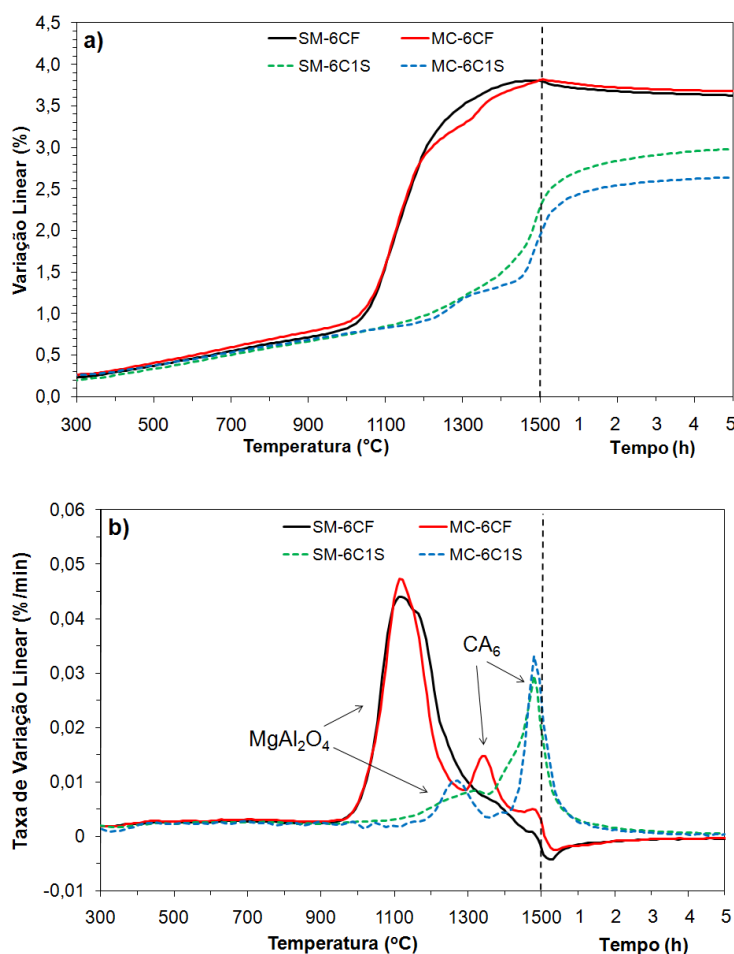 a)
SM-6CF MC-6CF
SM-6C1S MC-6C1S
Variação Linear (%)
4,5
4,0
3,5
3,0
2,5
2,0
1,5
1,0
0,5
0,0
300 500 700 900 1100 1300 1500 1 2 3 4 5
Temperatura (°C) Tempo (h)
b)
SM-6CF MC-6CF
SM-6C1S MC-6C1S
Taxa de Variação Linear (%/min)
0,06
0,05
0,04
0,03
0,02
0,01
0
-0,01
CA₆
MgAl₂O₄
300 500 700 900 1100 1300 1500 1 2 3 4 5
Temperatura (ºC) Tempo (h)